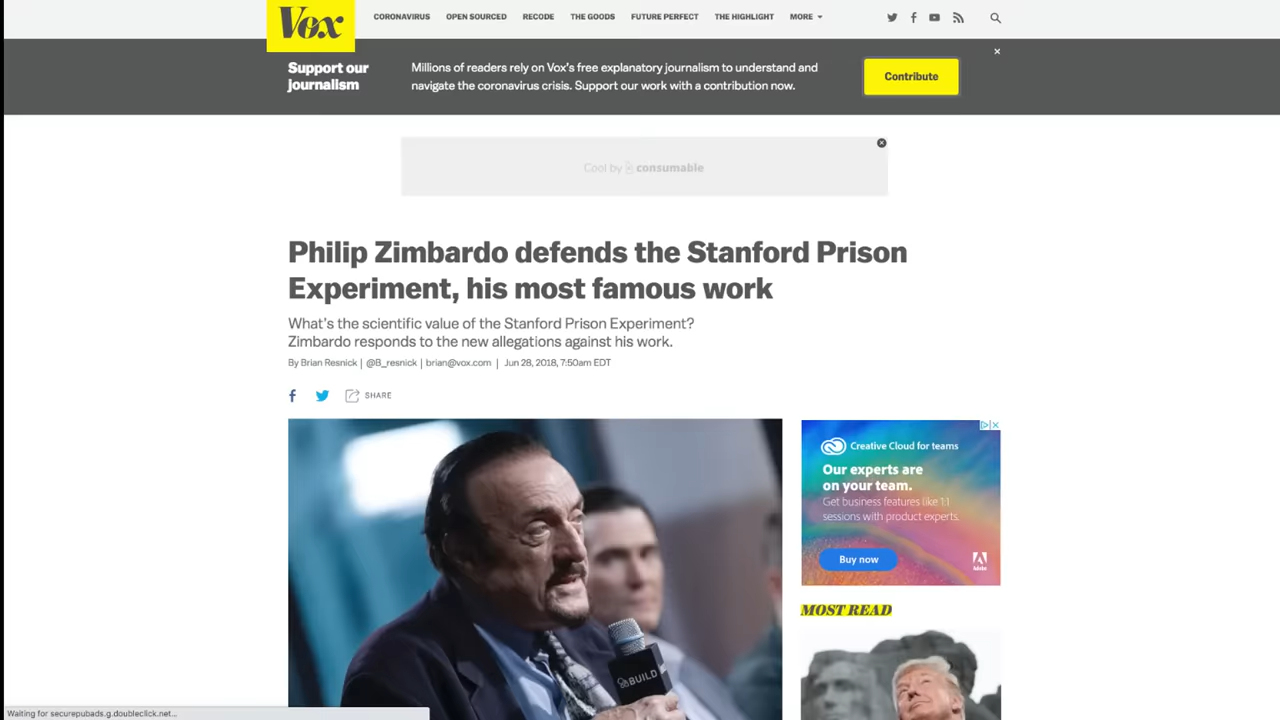 Vox
CORONAVIRUS OPEN SOURCED RECODE THE GOODS FUTURE PERFECT THE HIGHLIGHT MORE
Support our
journalism
Millions of readers rely on Vox's free explanatory journalism to understand and
navigate the coronavirus crisis. Support our work with a contribution now.
Contribute
Cool by consumable
Philip Zimbardo defends the Stanford Prison
Experiment, his most famous work
What's the scientific value of the Stanford Prison Experiment?
Zimbardo responds to the new allegations against his work.
By Brian Resnick | @B_resnick | brian@vox.com | Jun 28, 2018, 7:50am EDT
SHARE
Creative Cloud for teams
Our experts are
on your team.
Get business features like 1:1
sessions with product experts.
Buy now
Adobe
MOST READ
BUILD
Waiting for securepubads.g.doubleclick.net...